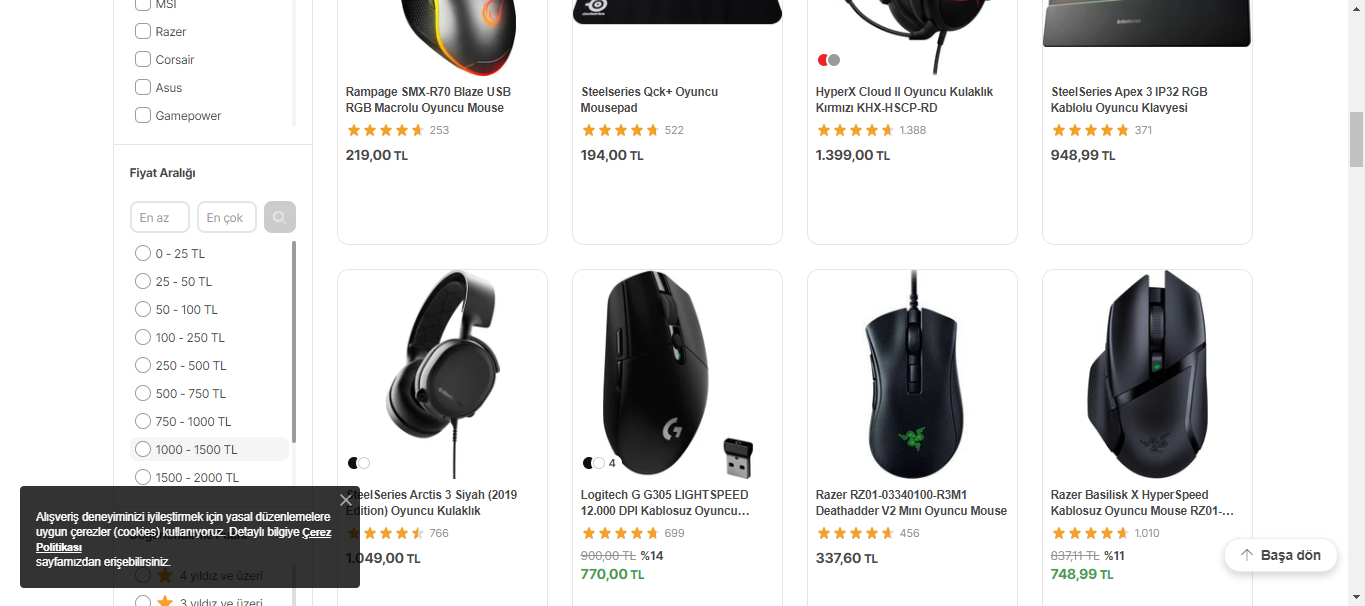 MSI
Razer
Corsair
Asus
Gamepower
Fiyat Aralığı
En az
En çok
0 - 25 TL
25 - 50 TL
50 - 100 TL
100 - 250 TL
250 - 500 TL
500 - 750 TL
750 - 1000 TL
1000 - 1500 TL
1500 - 2000 TL
Alışveriş deneyiminizi iyileştirmek için yasal düzenlemelere
uygun çerezler (cookies) kullanıyoruz. Detaylı bilgiye Çerez
Politikası
sayfamızdan erişebilirsiniz.
4 yıldız ve üzeri
3 yıldız ve üzeri
Rampage SMX-R70 Blaze USB
RGB Macrolu Oyuncu Mouse
253
219,00 TL
steelseries
Steelseries Qck+ Oyuncu
Mousepad
522
194,00 TL
HyperX Cloud II Oyuncu Kulaklık
Kırmızı KHX-HSCP-RD
1.388
1.399,00 TL
SteelSeries Apex 3 IP32 RGB
Kablolu Oyuncu Klavyesi
371
948,99 TL
SteelSeries Arctis 3 Siyah (2019
Edition) Oyuncu Kulaklık
766
1.049,00 TL
4
Logitech G G305 LIGHTSPEED
12.000 DPI Kablosuz Oyuncu...
699
900,00 TL %14
770,00 TL
Razer RZ01-03340100-R3M1
Deathadder V2 Mını Oyuncu Mouse
456
337,60 TL
Razer Basilisk X HyperSpeed
Kablosuz Oyuncu Mouse RZ01-...
1.010
837,11 TL %11
748,99 TL
Başa dön